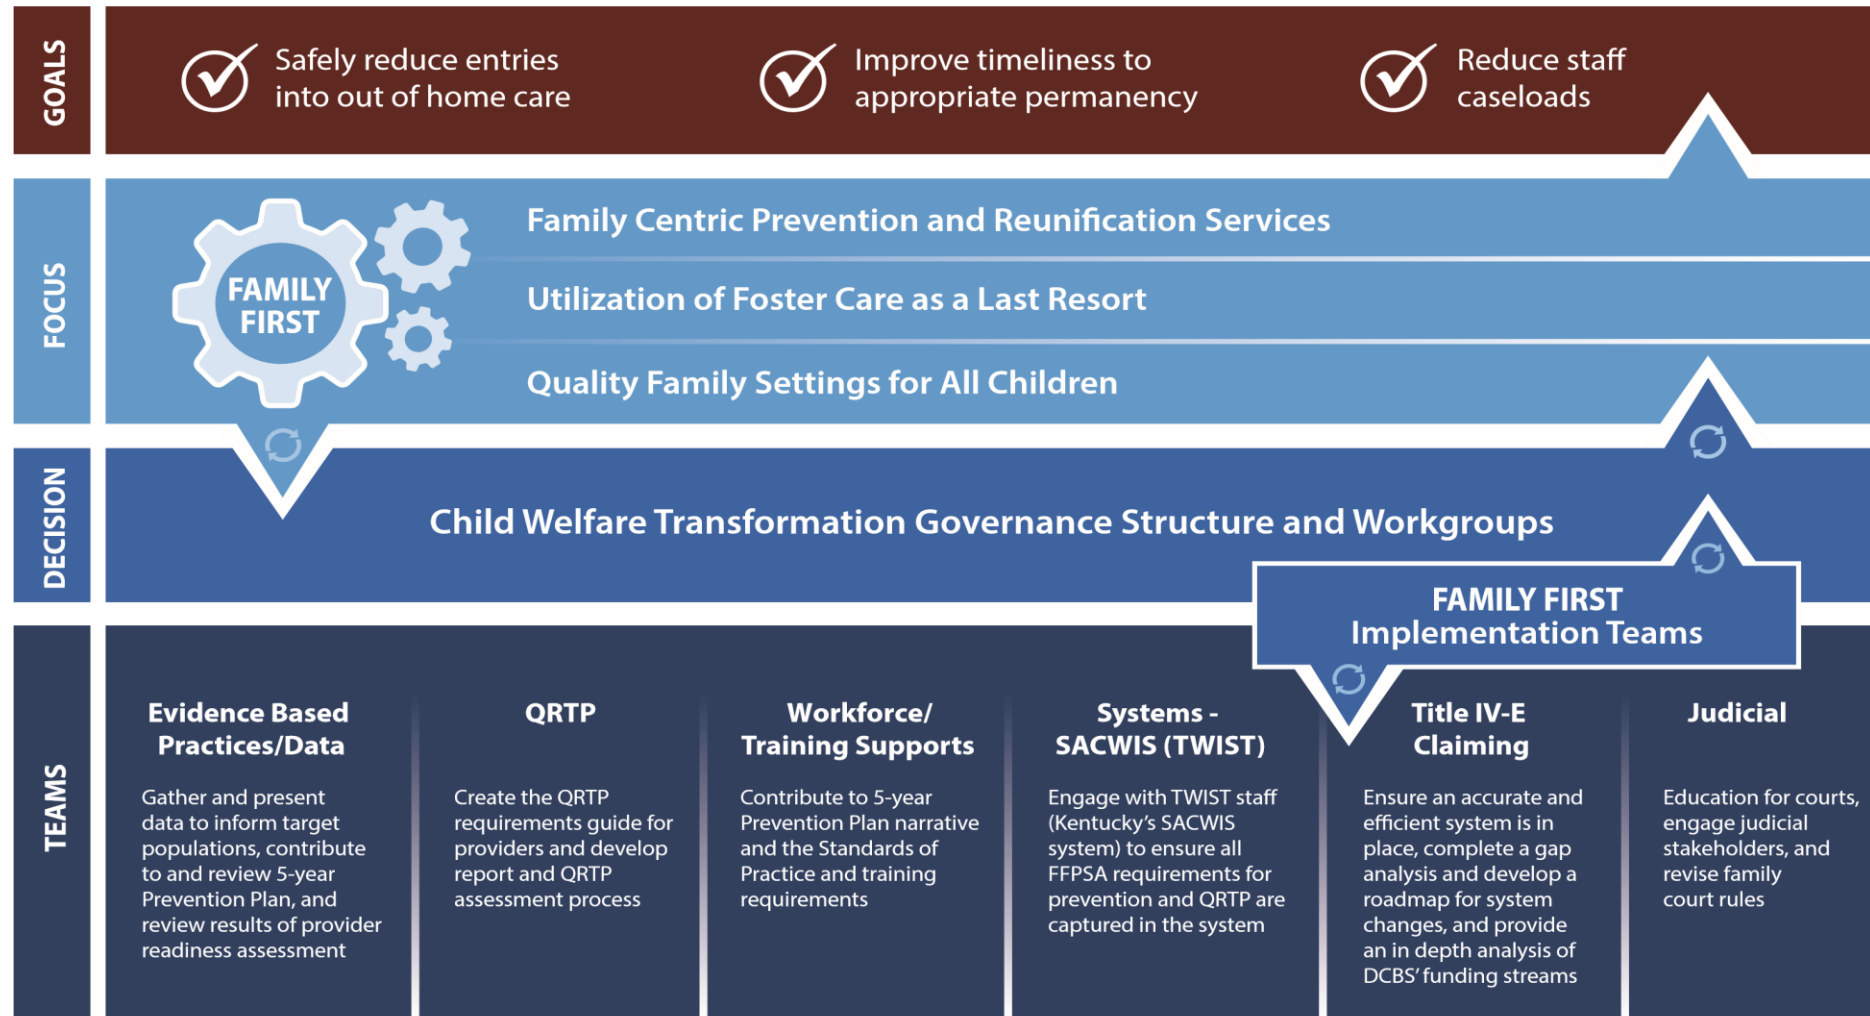 GOALS
Safely reduce entries
into out of home care
Improve timeliness to
appropriate permanency
Reduce staff
caseloads
FOCUS
FAMILY
FIRST
Family Centric Prevention and Reunification Services
Utilization of Foster Care as a Last Resort
Quality Family Settings for All Children
DECISION
Child Welfare Transformation Governance Structure and Workgroups
FAMILY FIRST
Implementation Teams
TEAMS
Evidence Based
Practices/Data
Gather and present
data to inform target
populations, contribute
to and review 5-year
Prevention Plan, and
review results of provider
readiness assessment
QRTP
Create the QRTP
requirements guide for
providers and develop
report and QRTP
assessment process
Workforce/
Training Supports
Contribute to 5-year
Prevention Plan narrative
and the Standards of
Practice and training
requirements
Systems -
SACWIS (TWIST)
Engage with TWIST staff
(Kentucky's SACWIS
system) to ensure all
FFPSA requirements for
prevention and QRTP are
captured in the system
Title IV-E
Claiming
Ensure an accurate and
efficient system is in
place, complete a gap
analysis and develop a
roadmap for system
changes, and provide
an in depth analysis of
DCBS' funding streams
Judicial
Education for courts,
engage judicial
stakeholders, and
revise family
court rules